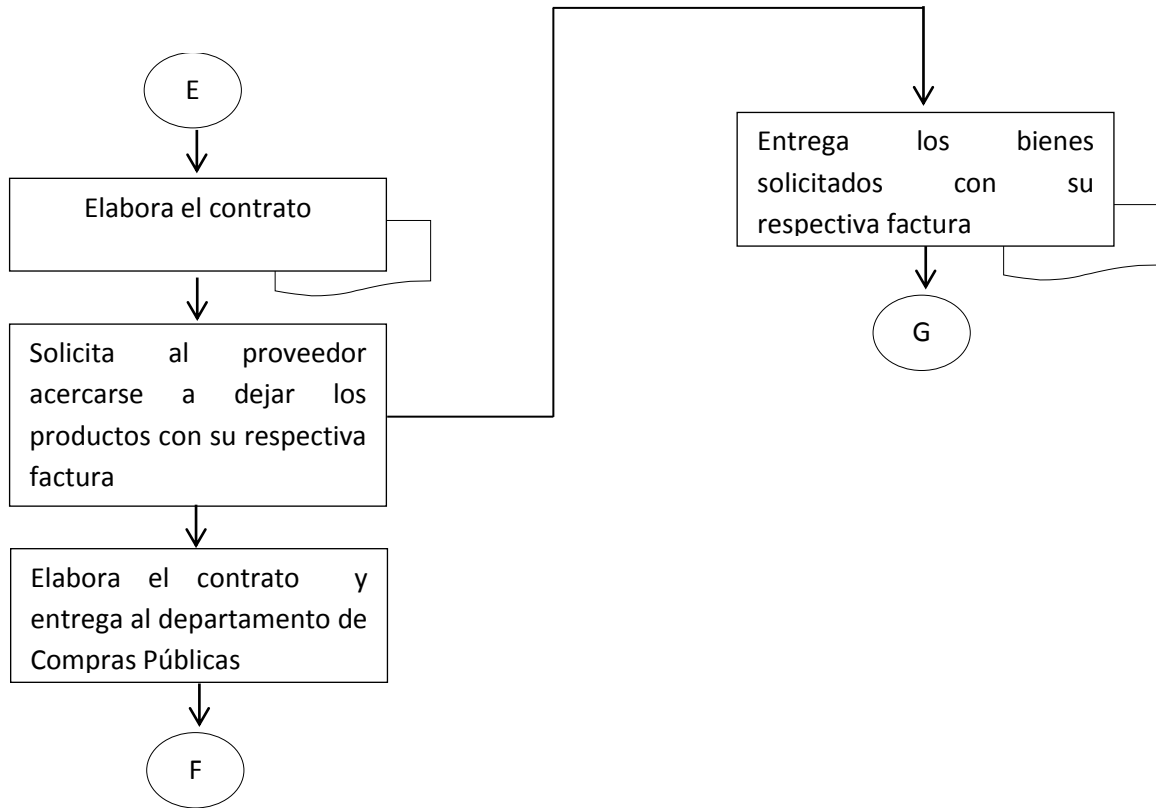 E
Elabora el contrato
Solicita al proveedor
acercarse a dejar los
productos con su respectiva
factura
Elabora el contrato y
entrega al departamento de
Compras Públicas
F
Entrega los bienes
solicitados con su
respectiva factura
G